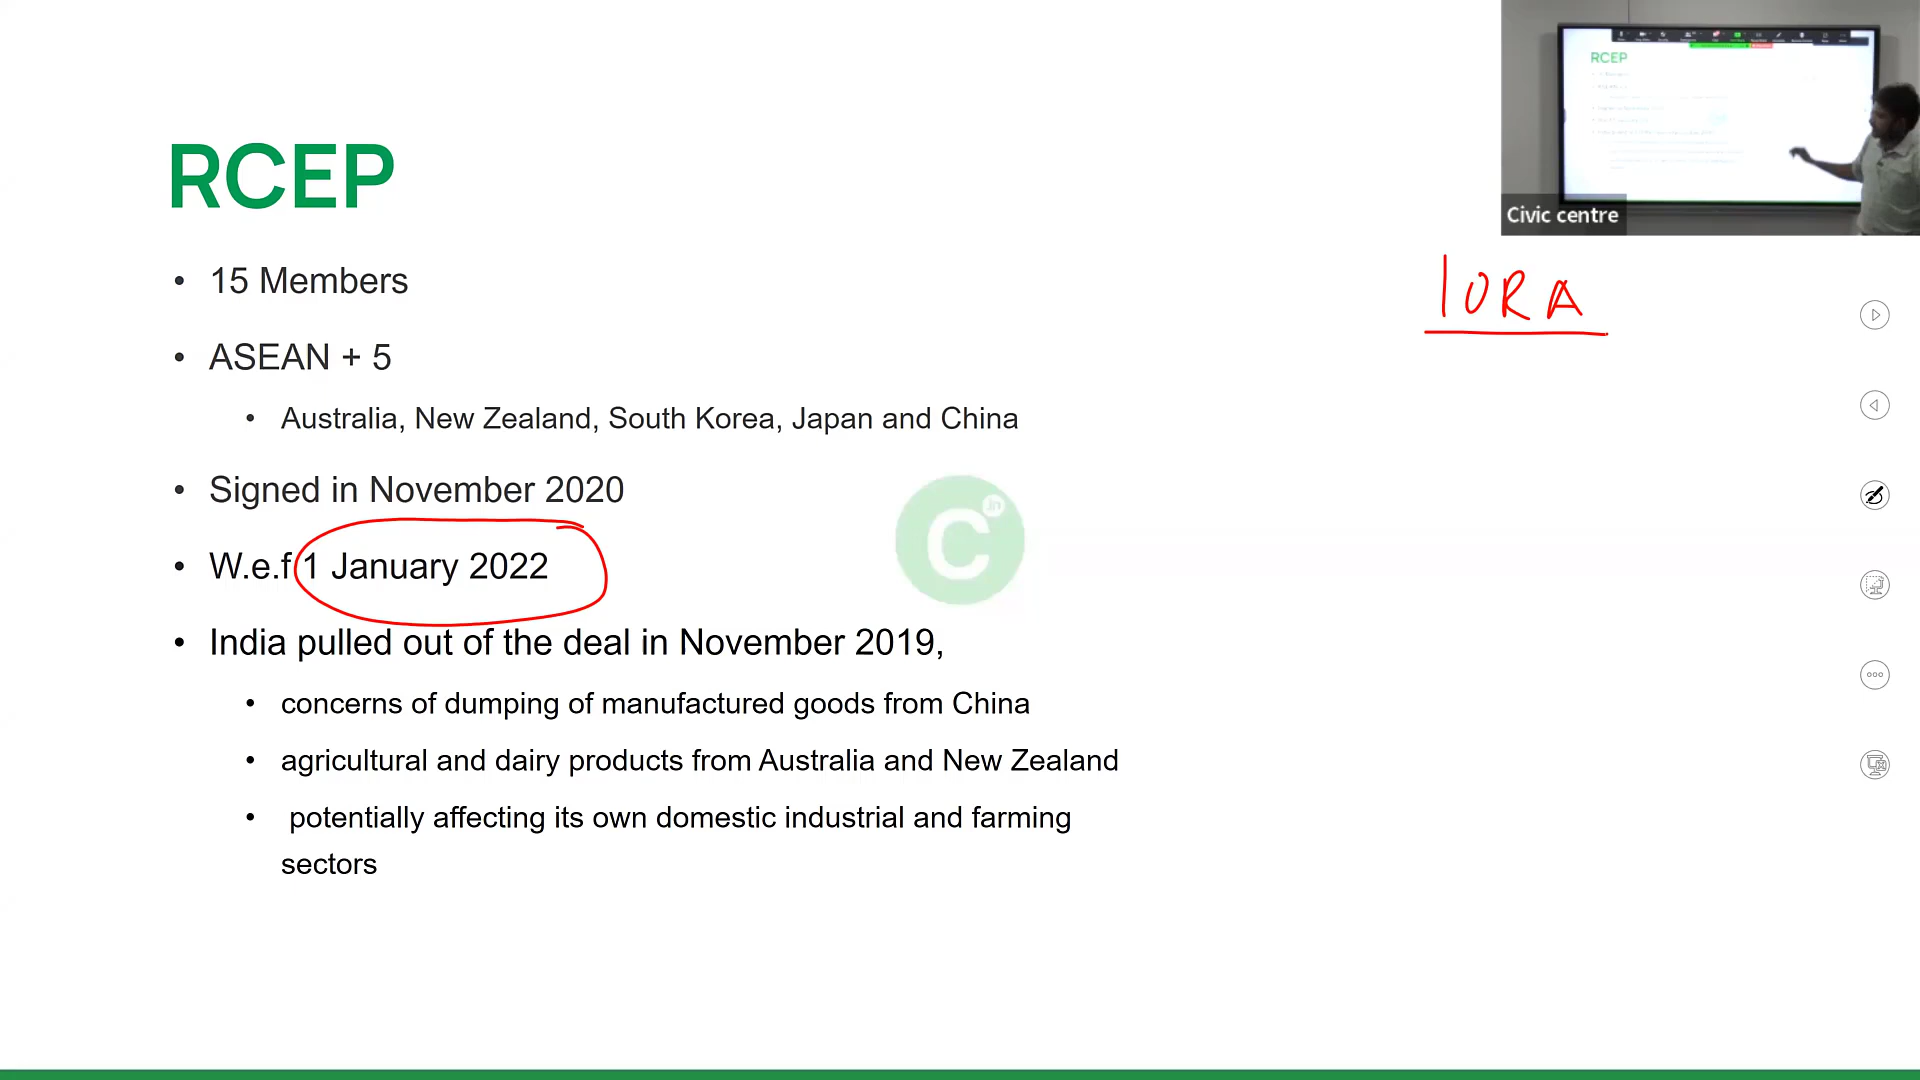 RCEP
Civic centre
RCEP
IORA
• 15 Members
• ASEAN + 5
• Australia, New Zealand, South Korea, Japan and China
• Signed in November 2020
• W.e.f 1 January 2022
• India pulled out of the deal in November 2019,
• concerns of dumping of manufactured goods from China
• agricultural and dairy products from Australia and New Zealand
• potentially affecting its own domestic industrial and farming
sectors
C
.in